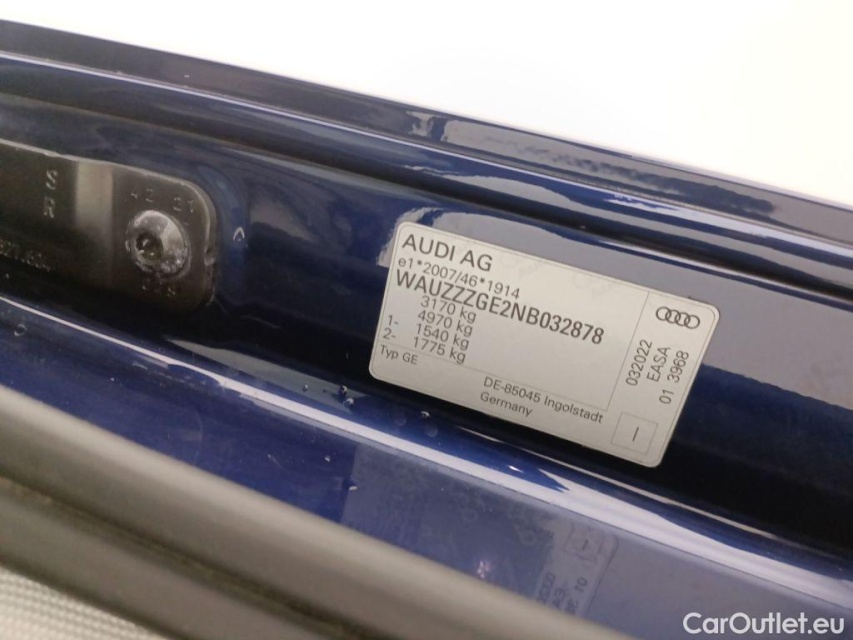 AUDI AG
e1*2007/46*1914
WAUZZZGE2NB032878
3170 kg
4970 kg
1- 1540 kg
2- 1775 kg
Typ GE
DE-85045 Ingolstadt
Germany
032022
EASA
01 3968
CarOutlet.eu